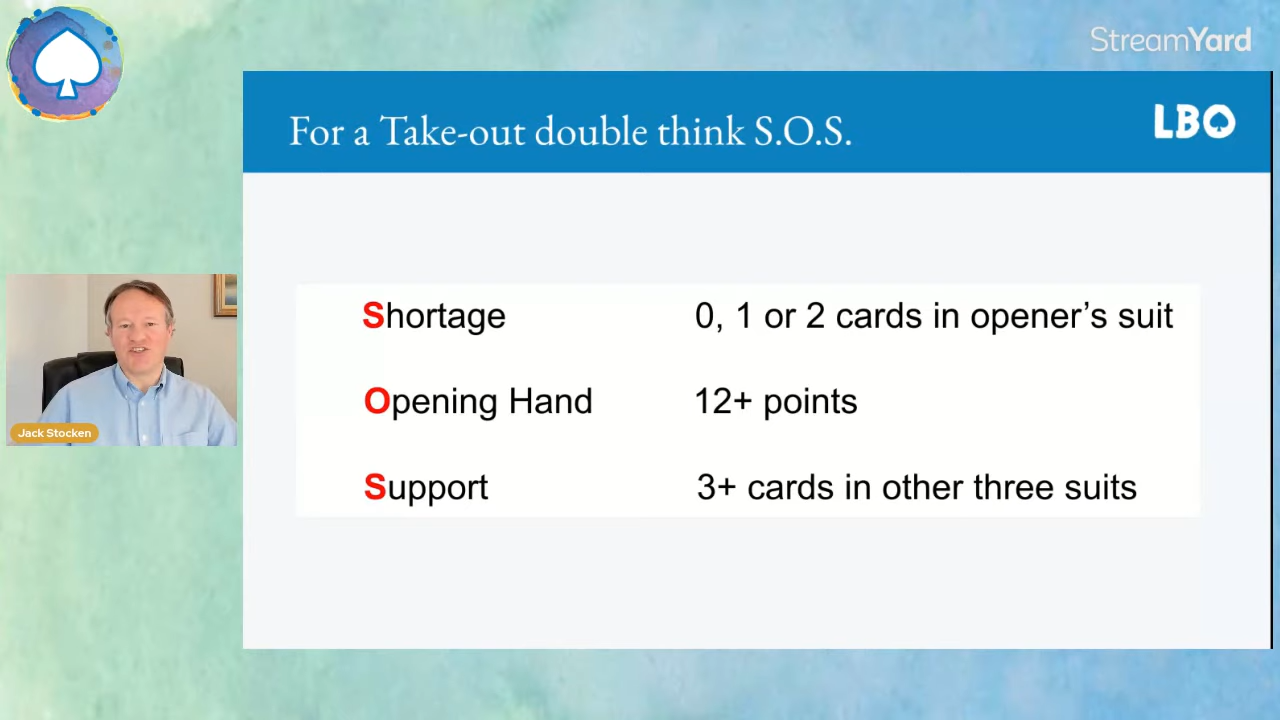 StreamYard
For a Take-out double think S.O.S.
LBO
Shortage 0, 1 or 2 cards in opener's suit
Opening Hand 12+ points
Support 3+ cards in other three suits
Jack Stocken